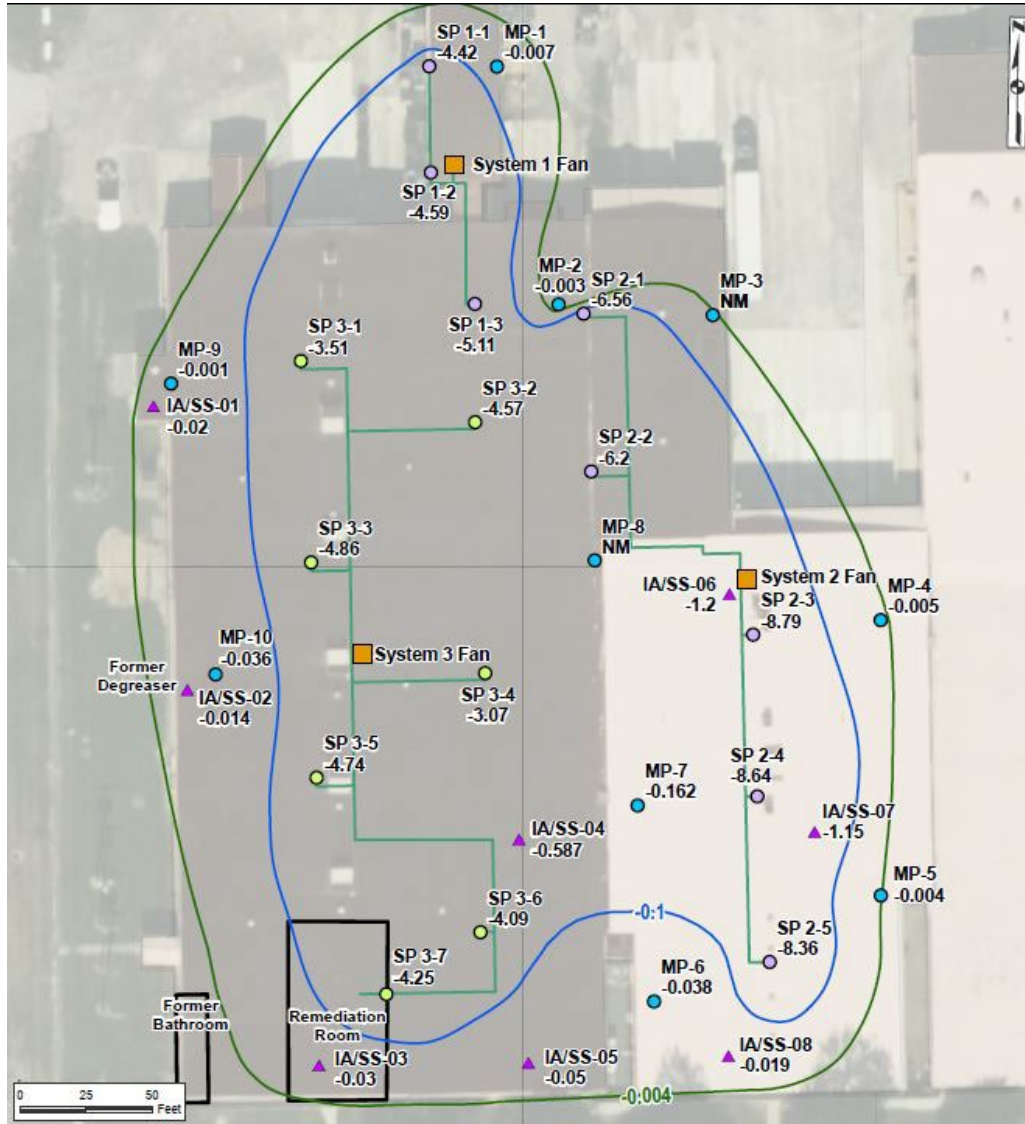 SP 1-1
-4.42
MP-1
-0.007
N
System 1 Fan
SP 1-2
-4.59
MP-2
-0.003
SP 2-1
-6.56
MP-3
NM
SP 1-3
-5.11
SP 3-1
-3.51
MP-9
-0.001
IA/SS-01
-0.02
SP 3-2
-4.57
SP 2-2
-6.2
SP 3-3
-4.86
MP-8
NM
IA/SS-06
-1.2
System 2 Fan
SP 2-3
-8.79
MP-4
-0.005
MP-10
-0.036
Former
Degreaser
IA/SS-02
-0.014
System 3 Fan
SP 3-4
-3.07
SP 3-5
-4.74
MP-7
-0.162
SP 2-4
-8.64
IA/SS-07
-1.15
IA/SS-04
-0.587
MP-5
-0.004
SP 3-6
-4.09
-0.1
SP 2-5
-8.36
SP 3-7
-4.25
MP-6
-0.038
Former
Bathroom
Remediation
Room
IA/SS-03
-0.03
IA/SS-05
-0.05
IA/SS-08
-0.019
0 25 50
Feet
-0.004